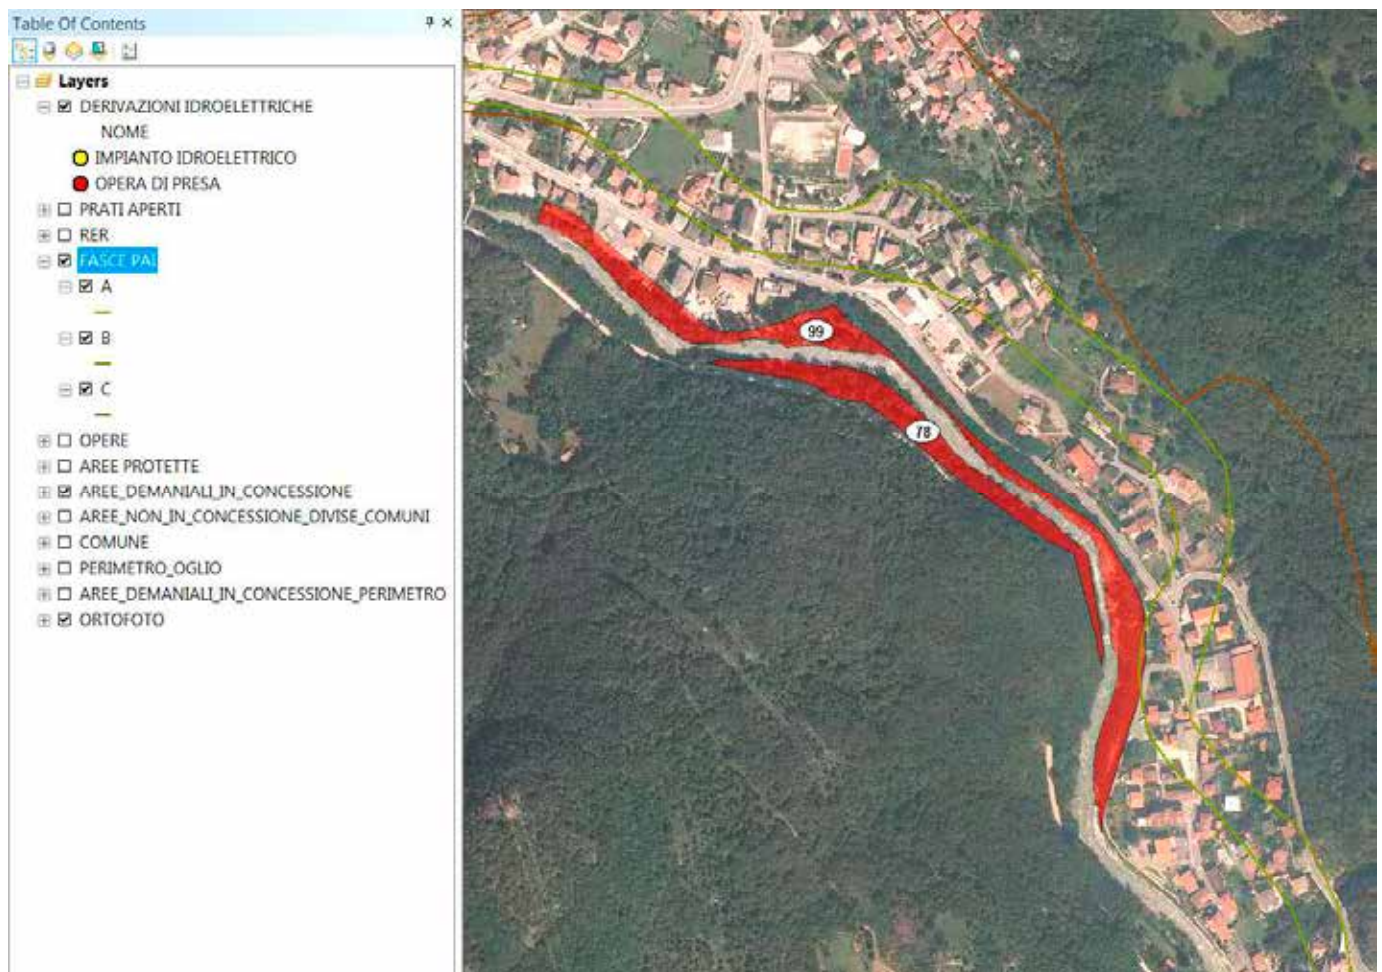 Table Of Contents
Layers
DERIVAZIONI IDROELETTRICHE
NOME
IMPIANTO IDROELETTRICO
OPERA DI PRESA
PRATI APERTI
RER
FASCE PAI
A
B
C
OPERE
AREE PROTETTE
AREE_DEMANIALI_IN_CONCESSIONE
AREE_NON_IN_CONCESSIONE_DIVISE_COMUNI
COMUNE
PERIMETRO_OGLIO
AREE_DEMANIALI_IN_CONCESSIONE_PERIMETRO
ORTOFOTO
99
78